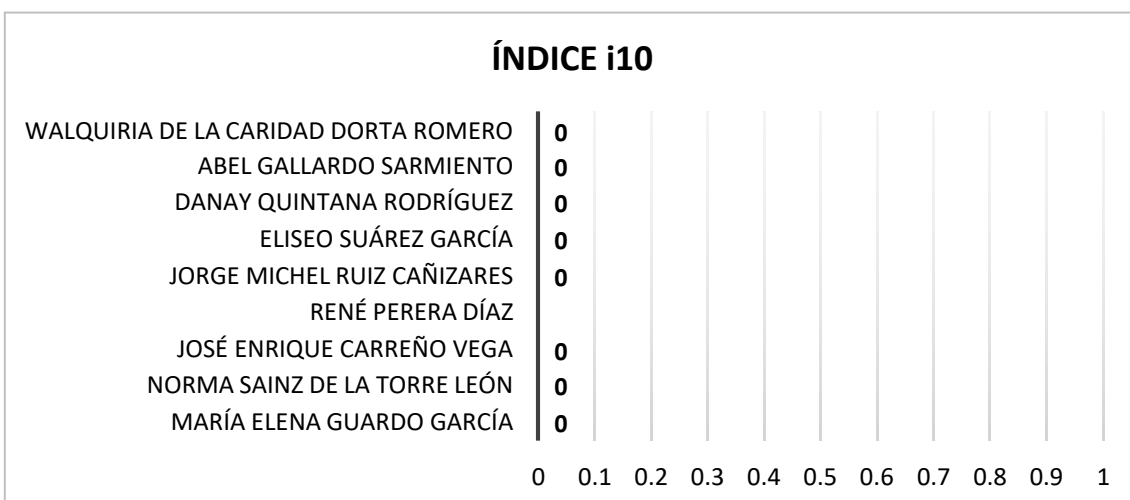 ÍNDICE i10
WALQUIRIA DE LA CARIDAD DORTA ROMERO 0
ABEL GALLARDO SARMIENTO 0
DANAY QUINTANA RODRÍGUEZ 0
ELISEO SUÁREZ GARCÍA 0
JORGE MICHEL RUIZ CAÑIZARES 0
RENÉ PERERA DÍAZ
JOSÉ ENRIQUE CARREÑO VEGA 0
NORMA SAINZ DE LA TORRE LEÓN 0
MARÍA ELENA GUARDO GARCÍA 0
0 0.1 0.2 0.3 0.4 0.5 0.6 0.7 0.8 0.9 1